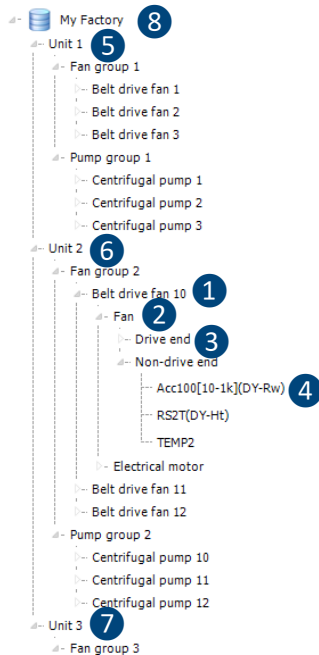 My Factory 8
Unit 1 5
Fan group 1
Belt drive fan 1
Belt drive fan 2
Belt drive fan 3
Pump group 1
Centrifugal pump 1
Centrifugal pump 2
Centrifugal pump 3
Unit 2 6
Fan group 2
Belt drive fan 10 1
Fan 2
Drive end 3
Non-drive end
Acc100[10-1k](DY-Rw) 4
RS2T(DY-Ht)
TEMP2
Electrical motor
Belt drive fan 11
Belt drive fan 12
Pump group 2
Centrifugal pump 10
Centrifugal pump 11
Centrifugal pump 12
Unit 3 7
Fan group 3